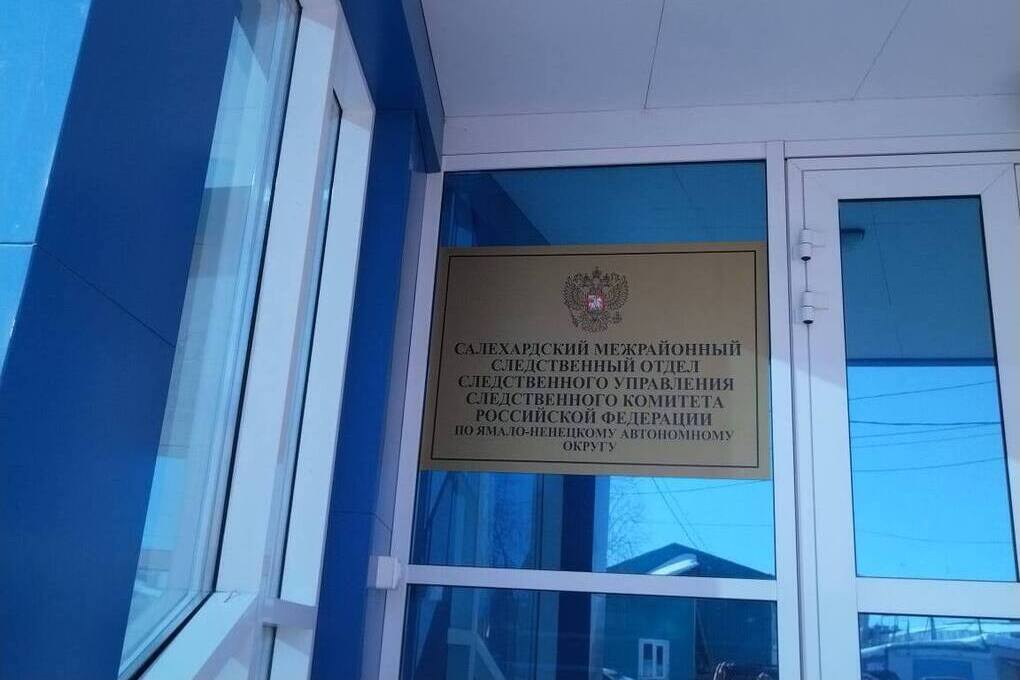 САЛЕХАРДСКИЙ МЕЖРАЙОННЫЙ
СЛЕДСТВЕННЫЙ ОТДЕЛ
СЛЕДСТВЕННОГО УПРАВЛЕНИЯ
СЛЕДСТВЕННОГО КОМИТЕТА
РОССИЙСКОЙ ФЕДЕРАЦИИ
ПО ЯМАЛО-НЕНЕЦКОМУ АВТОНОМНОМУ
ОКРУГУ